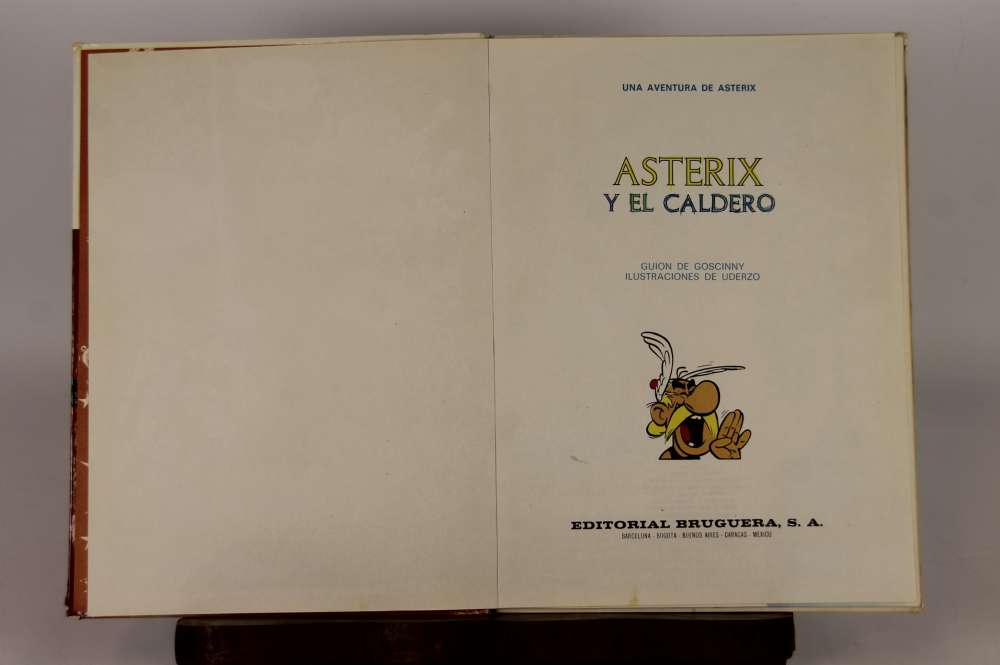 UNA AVENTURA DE ASTERIX
ASTERIX
Y EL CALDERO
GUION DE GOSCINNY
ILUSTRACIONES DE UDERZO
EDITORIAL BRUGUERA, S. A.
BARCELONA - BOGOTA - BUENOS AIRES - CARACAS - MEXICO